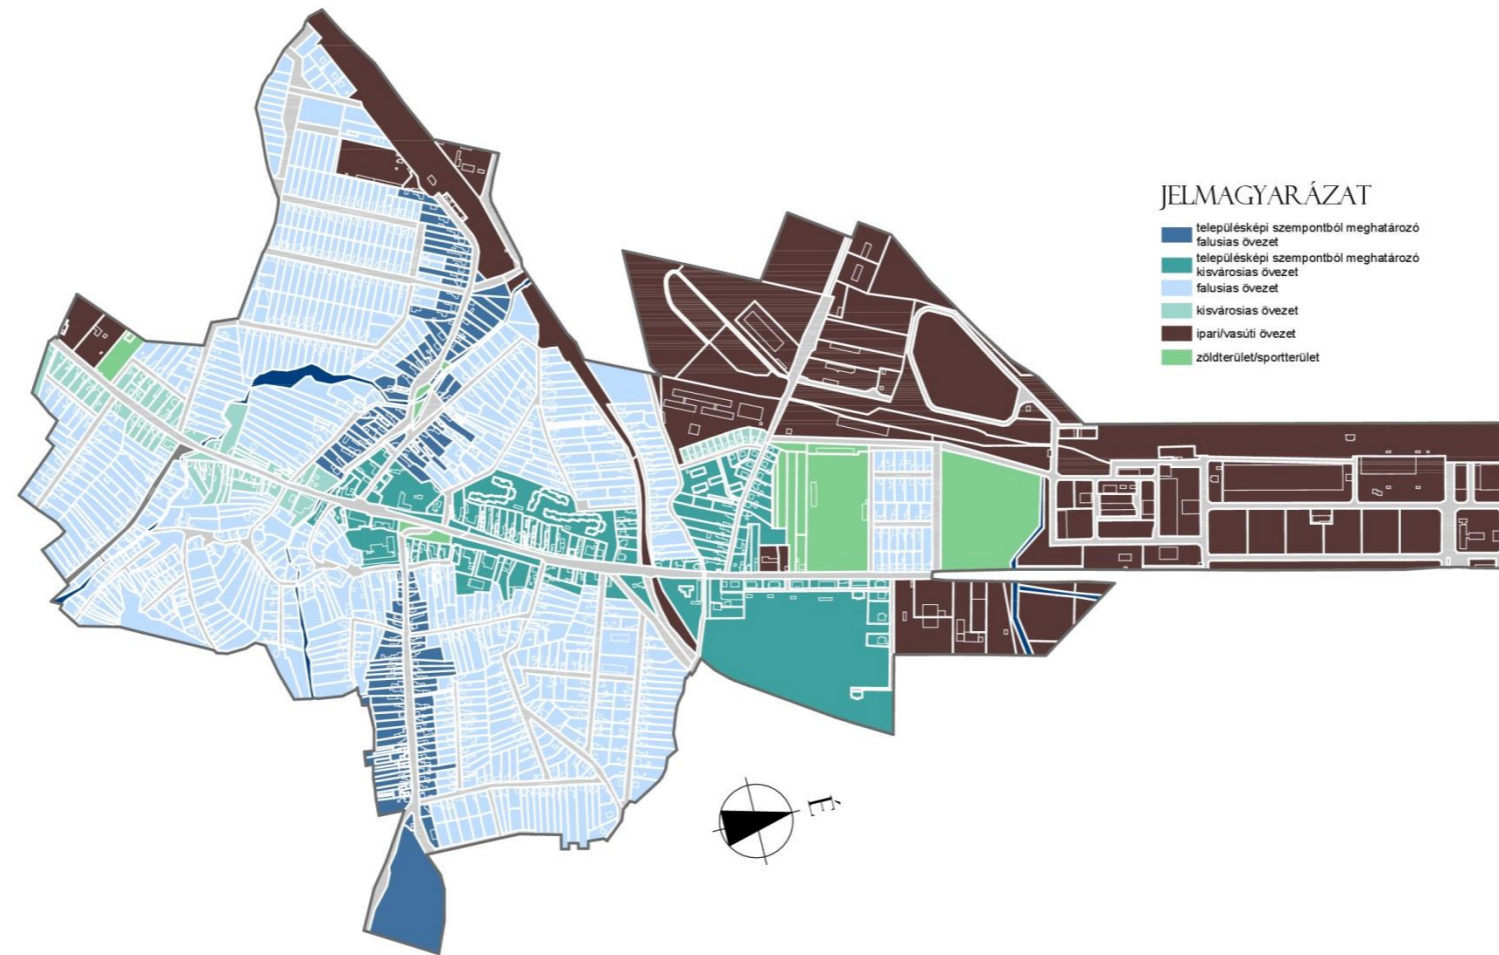 JELMAGYARÁZAT
településképi szempontból meghatározó
falusias övezet
településképi szempontból meghatározó
kisvárosias övezet
falusias övezet
kisvárosias övezet
ipari/vasúti övezet
zöldterület/sportterület
É